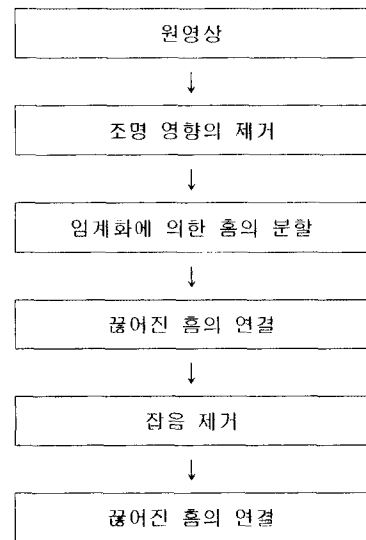 원영상
↓
조명 영향의 제거
↓
임계화에 의한 홈의 분할
↓
끊어진 홈의 연결
↓
잡음 제거
↓
끊어진 홈의 연결